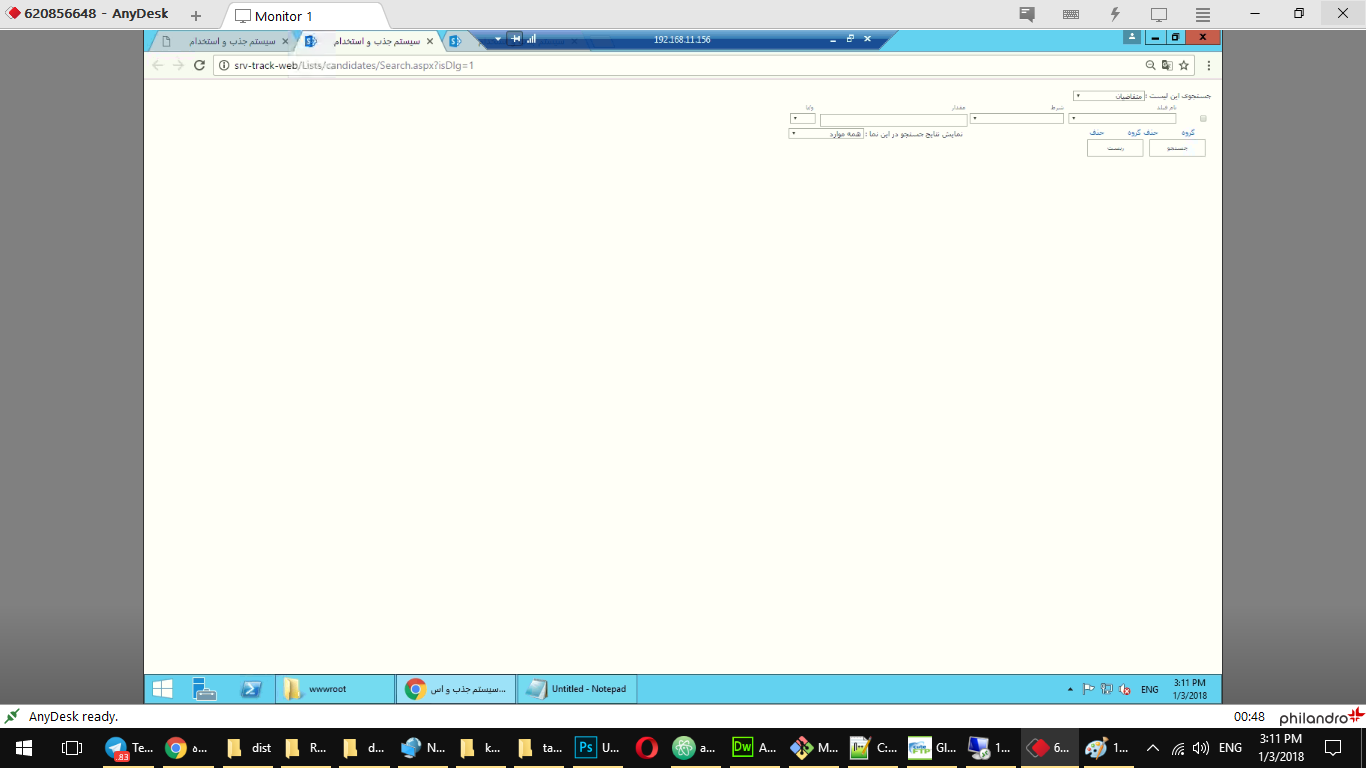 620856648 - AnyDesk
Monitor 1
سیستم جذب و استخدام
سیستم جذب و استخدام
192.168.11.156
srv-track-web/Lists/candidates/Search.aspx?isDlg=1
جستجوی این لیست : متقاضیان
نام فیلد شرط مقدار و/یا
گروه حذف گروه حذف
نمایش نتایج جستجو در این نما : همه موارد
جستجو ریست
wwwroot
سیستم جذب و اس...
Untitled - Notepad
ENG
3:11 PM
1/3/2018
AnyDesk ready.
00:48
philandro
Te...
.83
ه...
dist
R...
d...
N...
k...
ta...
Ps
U...
a...
Dw
A...
M...
C:...
Gl...
1...
6...
1...
ENG
3:11 PM
1/3/2018